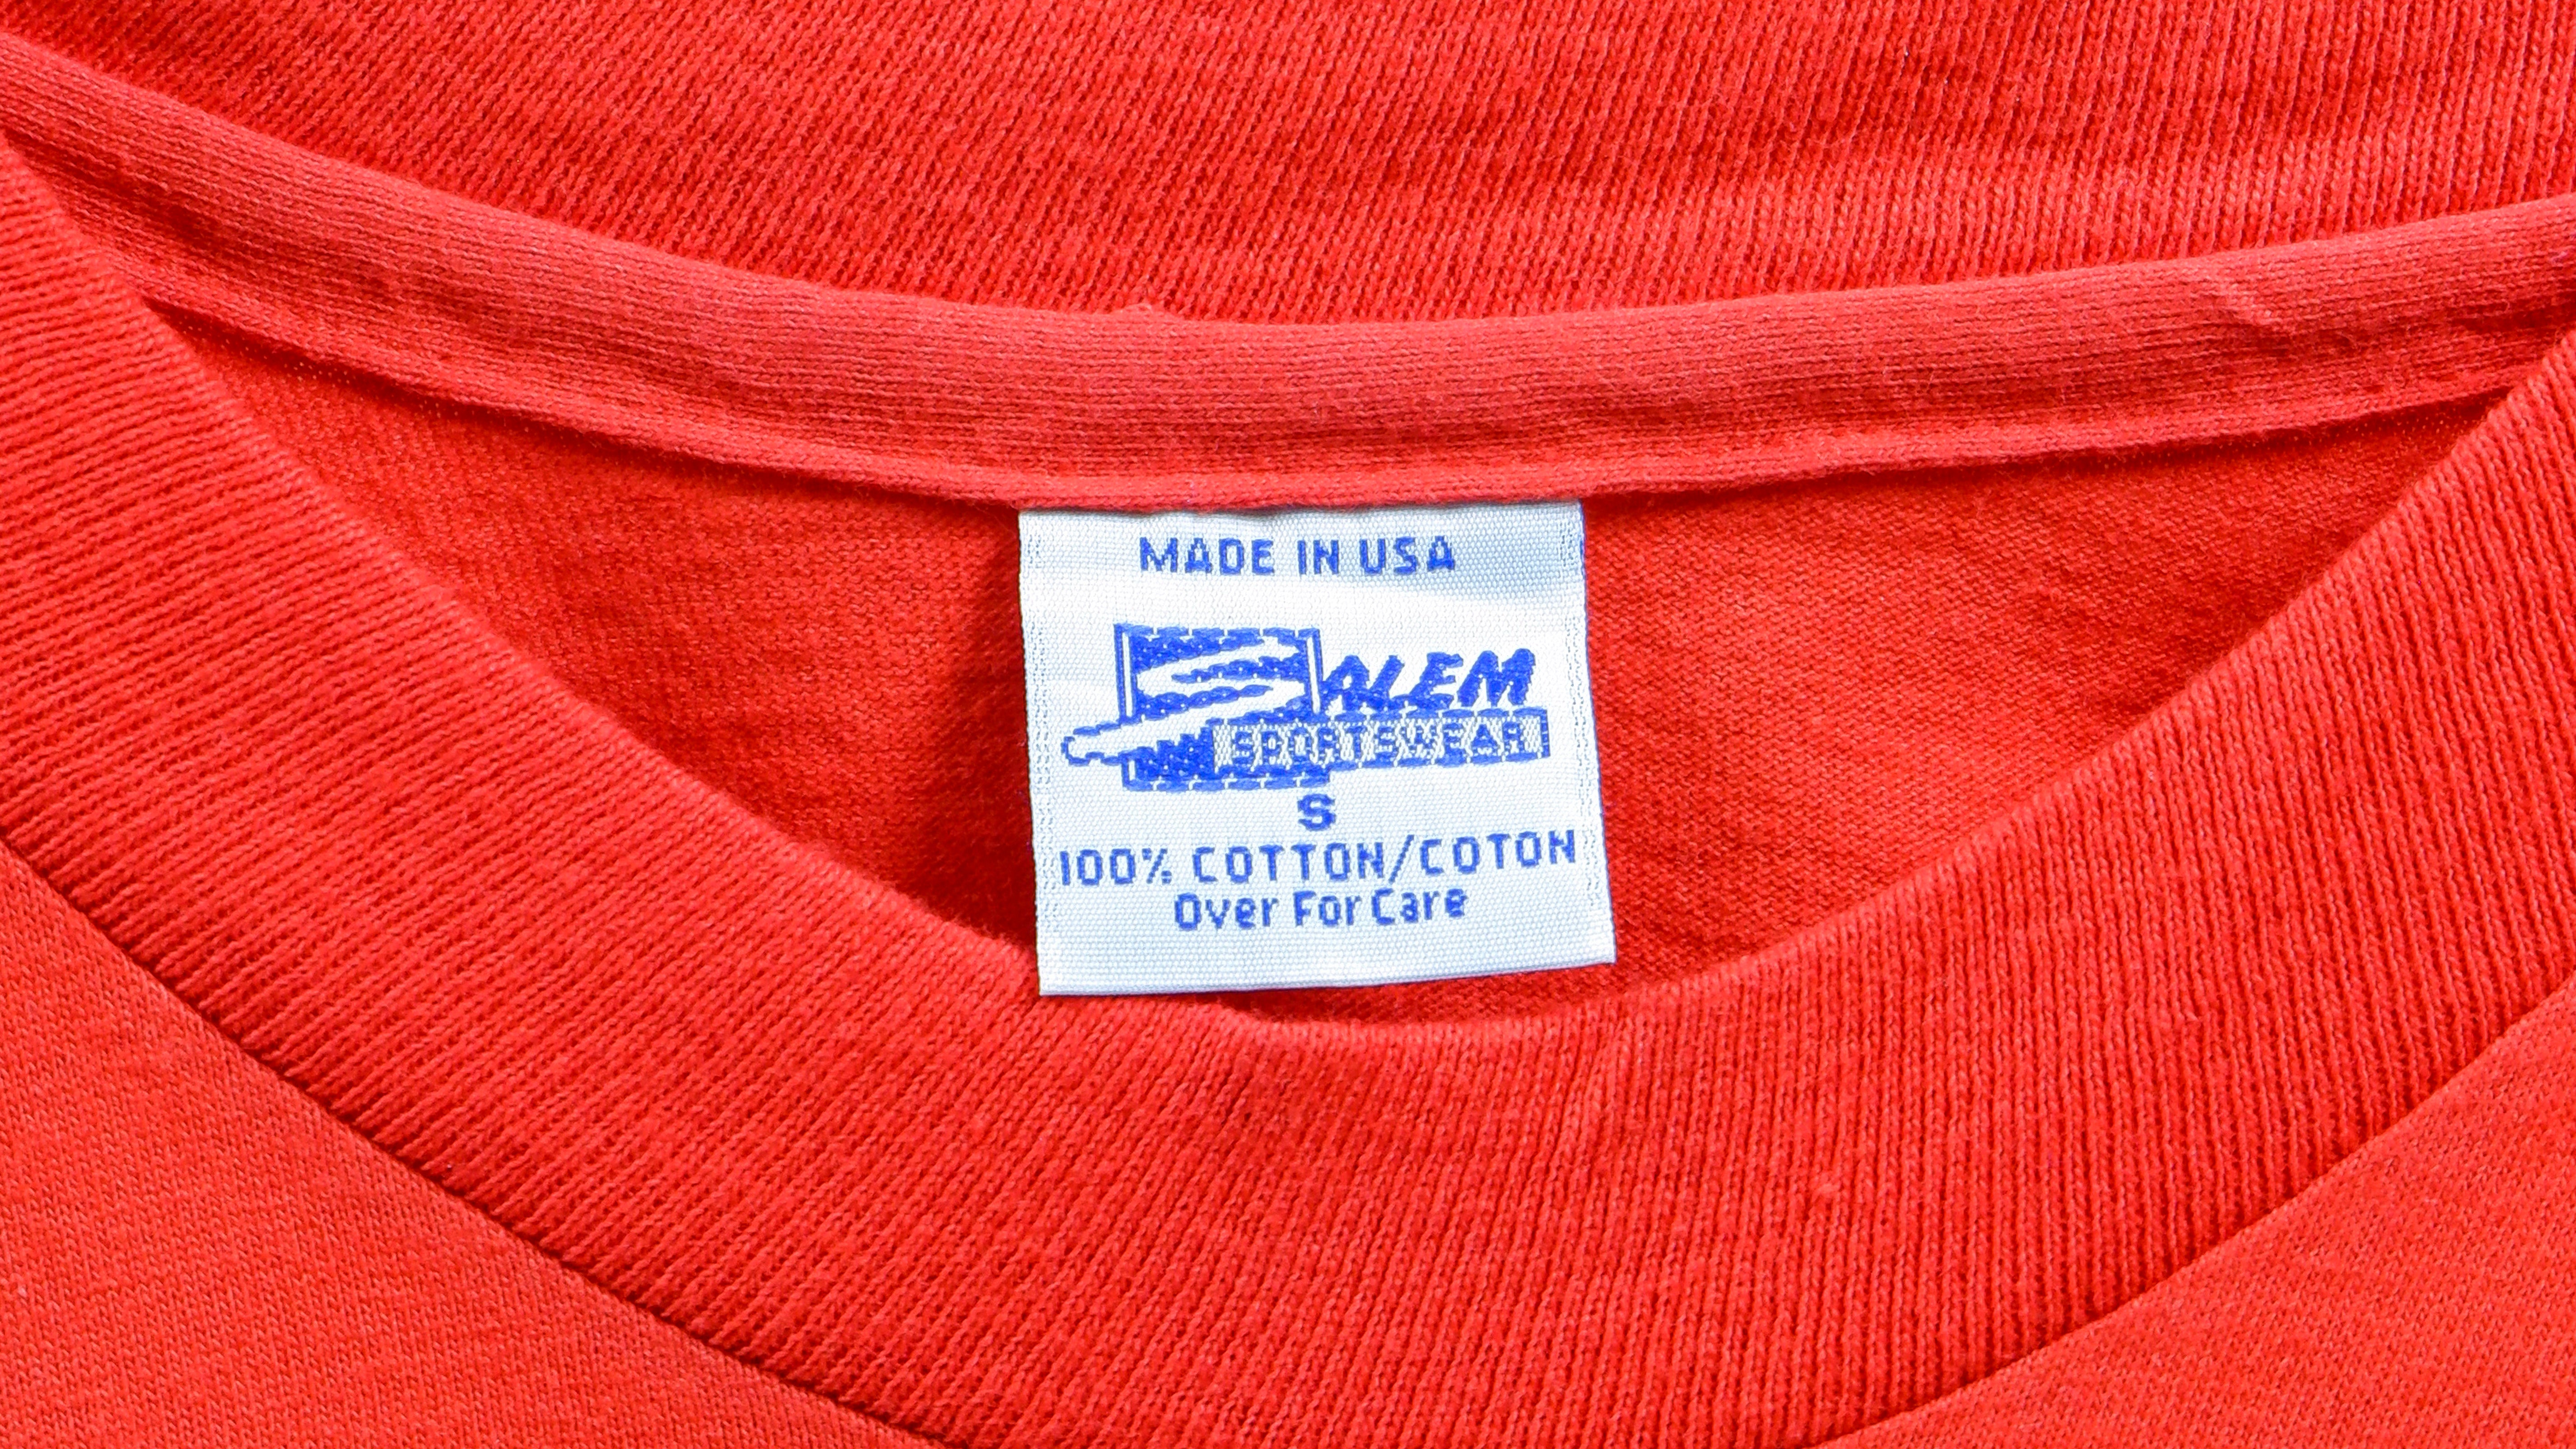 MADE IN USA
SALEM
SPORTSWEAR
S
100% COTTON/COTON
Over For Care